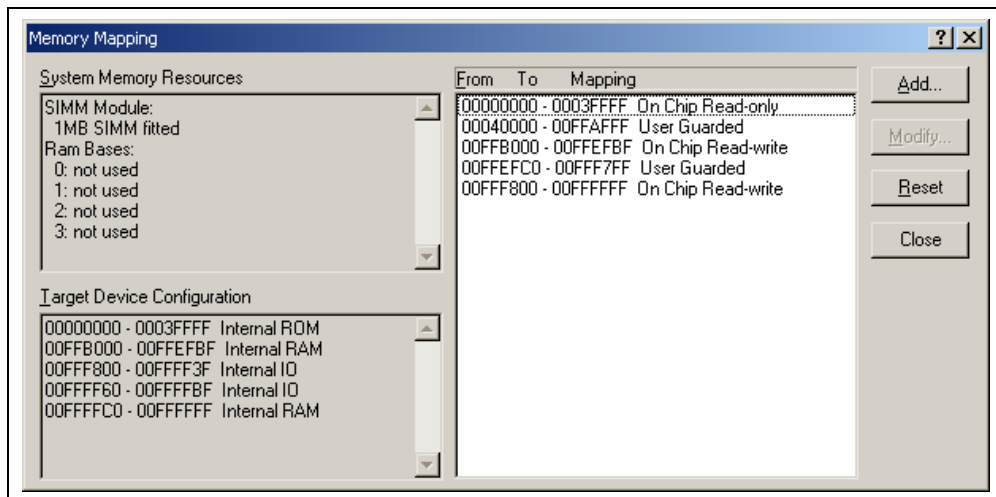 Memory Mapping
System Memory Resources
SIMM Module:
1MB SIMM fitted
Ram Bases:
0: not used
1: not used
2: not used
3: not used
Target Device Configuration
00000000 - 0003FFFF Internal ROM
00FFB000 - 00FFEFBF Internal RAM
00FFF800 - 00FFFF3F Internal IO
00FFFF60 - 00FFFFBF Internal IO
00FFFFC0 - 00FFFFFF Internal RAM
From To Mapping
00000000 - 0003FFFF On Chip Read-only
00040000 - 00FFAFFF User Guarded
00FFB000 - 00FFEFBF On Chip Read-write
00FFEFC0 - 00FFF7FF User Guarded
00FFF800 - 00FFFFFF On Chip Read-write
Add...
Modify...
Reset
Close